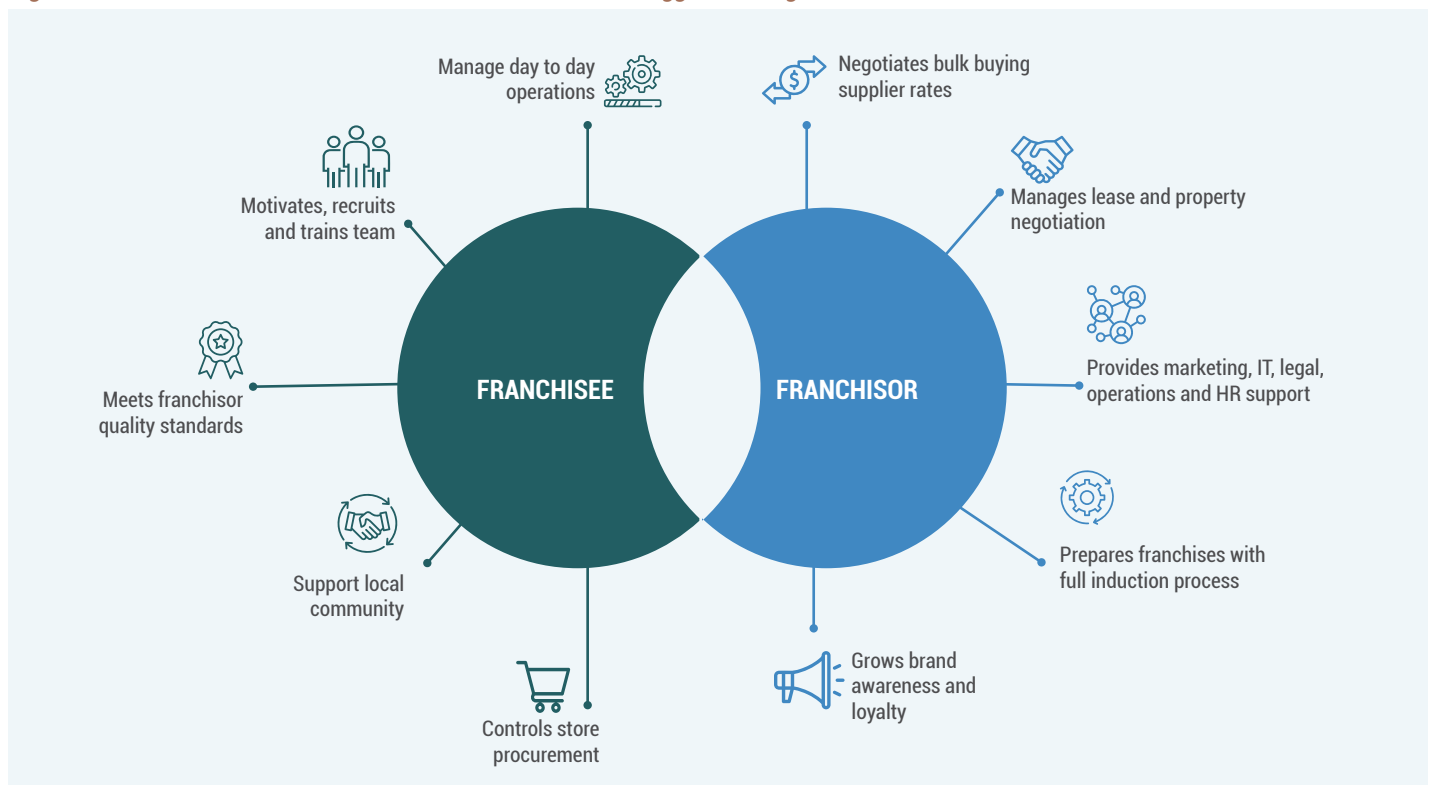 Manage day to day
operations
Motivates, recruits
and trains team
Meets franchisor
quality standards
Support local
community
Controls store
procurement
FRANCHISEE
FRANCHISOR
Negotiates bulk buying
supplier rates
Manages lease and property
negotiation
Provides marketing, IT, legal,
operations and HR support
Prepares franchises with
full induction process
Grows brand
awareness and
loyalty